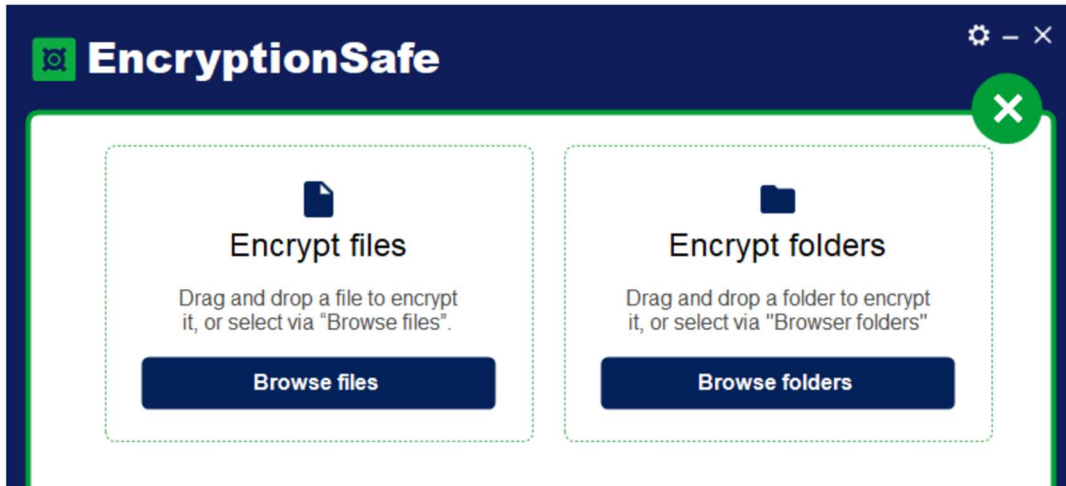 EncryptionSafe
Encrypt files
Drag and drop a file to encrypt
it, or select via “Browse files”.
Browse files
Encrypt folders
Drag and drop a folder to encrypt
it, or select via "Browser folders"
Browse folders